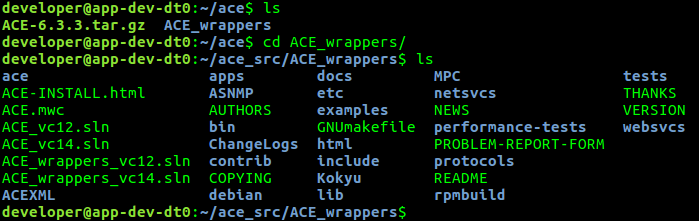 developer@app-dev-dt0:~/ace$ ls
ACE-6.3.3.tar.gz  ACE_wrappers
developer@app-dev-dt0:~/ace$ cd ACE_wrappers/
developer@app-dev-dt0:~/ace_src/ACE_wrappers$ ls
ace                    apps        docs         MPC                  tests
ACE-INSTALL.html       ASNMP       etc          netsvcs              THANKS
ACE.mwc                AUTHORS     examples     NEWS                 VERSION
ACE_vc12.sln           bin         GNUmakefile  performance-tests    websvcs
ACE_vc14.sln           ChangeLogs  html         PROBLEM-REPORT-FORM
ACE_wrappers_vc12.sln  contrib     include      protocols
ACE_wrappers_vc14.sln  COPYING     Kokyu        README
ACEXML                 debian      lib          rpmbuild
developer@app-dev-dt0:~/ace_src/ACE_wrappers$